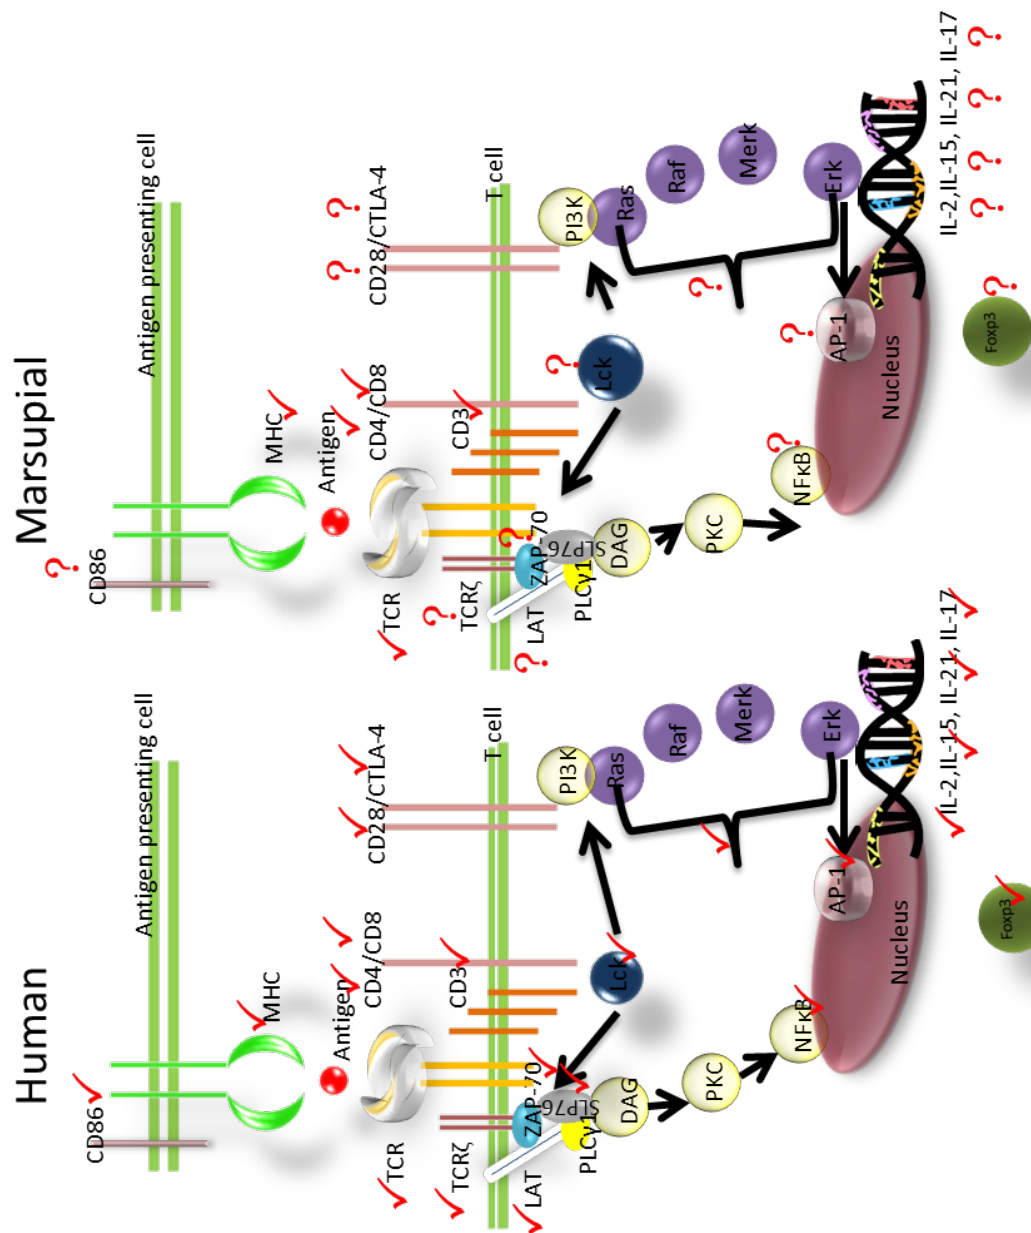 Human
Antigen presenting cell
CD86
MHC
Antigen
CD28/CTLA-4
CD4/CD8
TCR
CD3
TCRζ
T cell
LAT
ZAP-70
SLP76
PLCγ1
DAG
Lck
PI3K
Ras
Raf
Merk
Erk
PKC
NFκB
AP-1
Nucleus
IL-2,IL-15, IL-21, IL-17
Foxp3
Marsupial
Antigen presenting cell
?
CD86
MHC
Antigen
? ?
CD28/CTLA-4
CD4/CD8
TCR
CD3
?
TCRζ
T cell
?
LAT
?
ZAP-70
SLP76
PLCγ1
DAG
?
Lck
PI3K
Ras
Raf
Merk
Erk
?
PKC
?
NFκB
?
AP-1
Nucleus
IL-2,IL-15, IL-21, IL-17
? ? ? ?
?
Foxp3